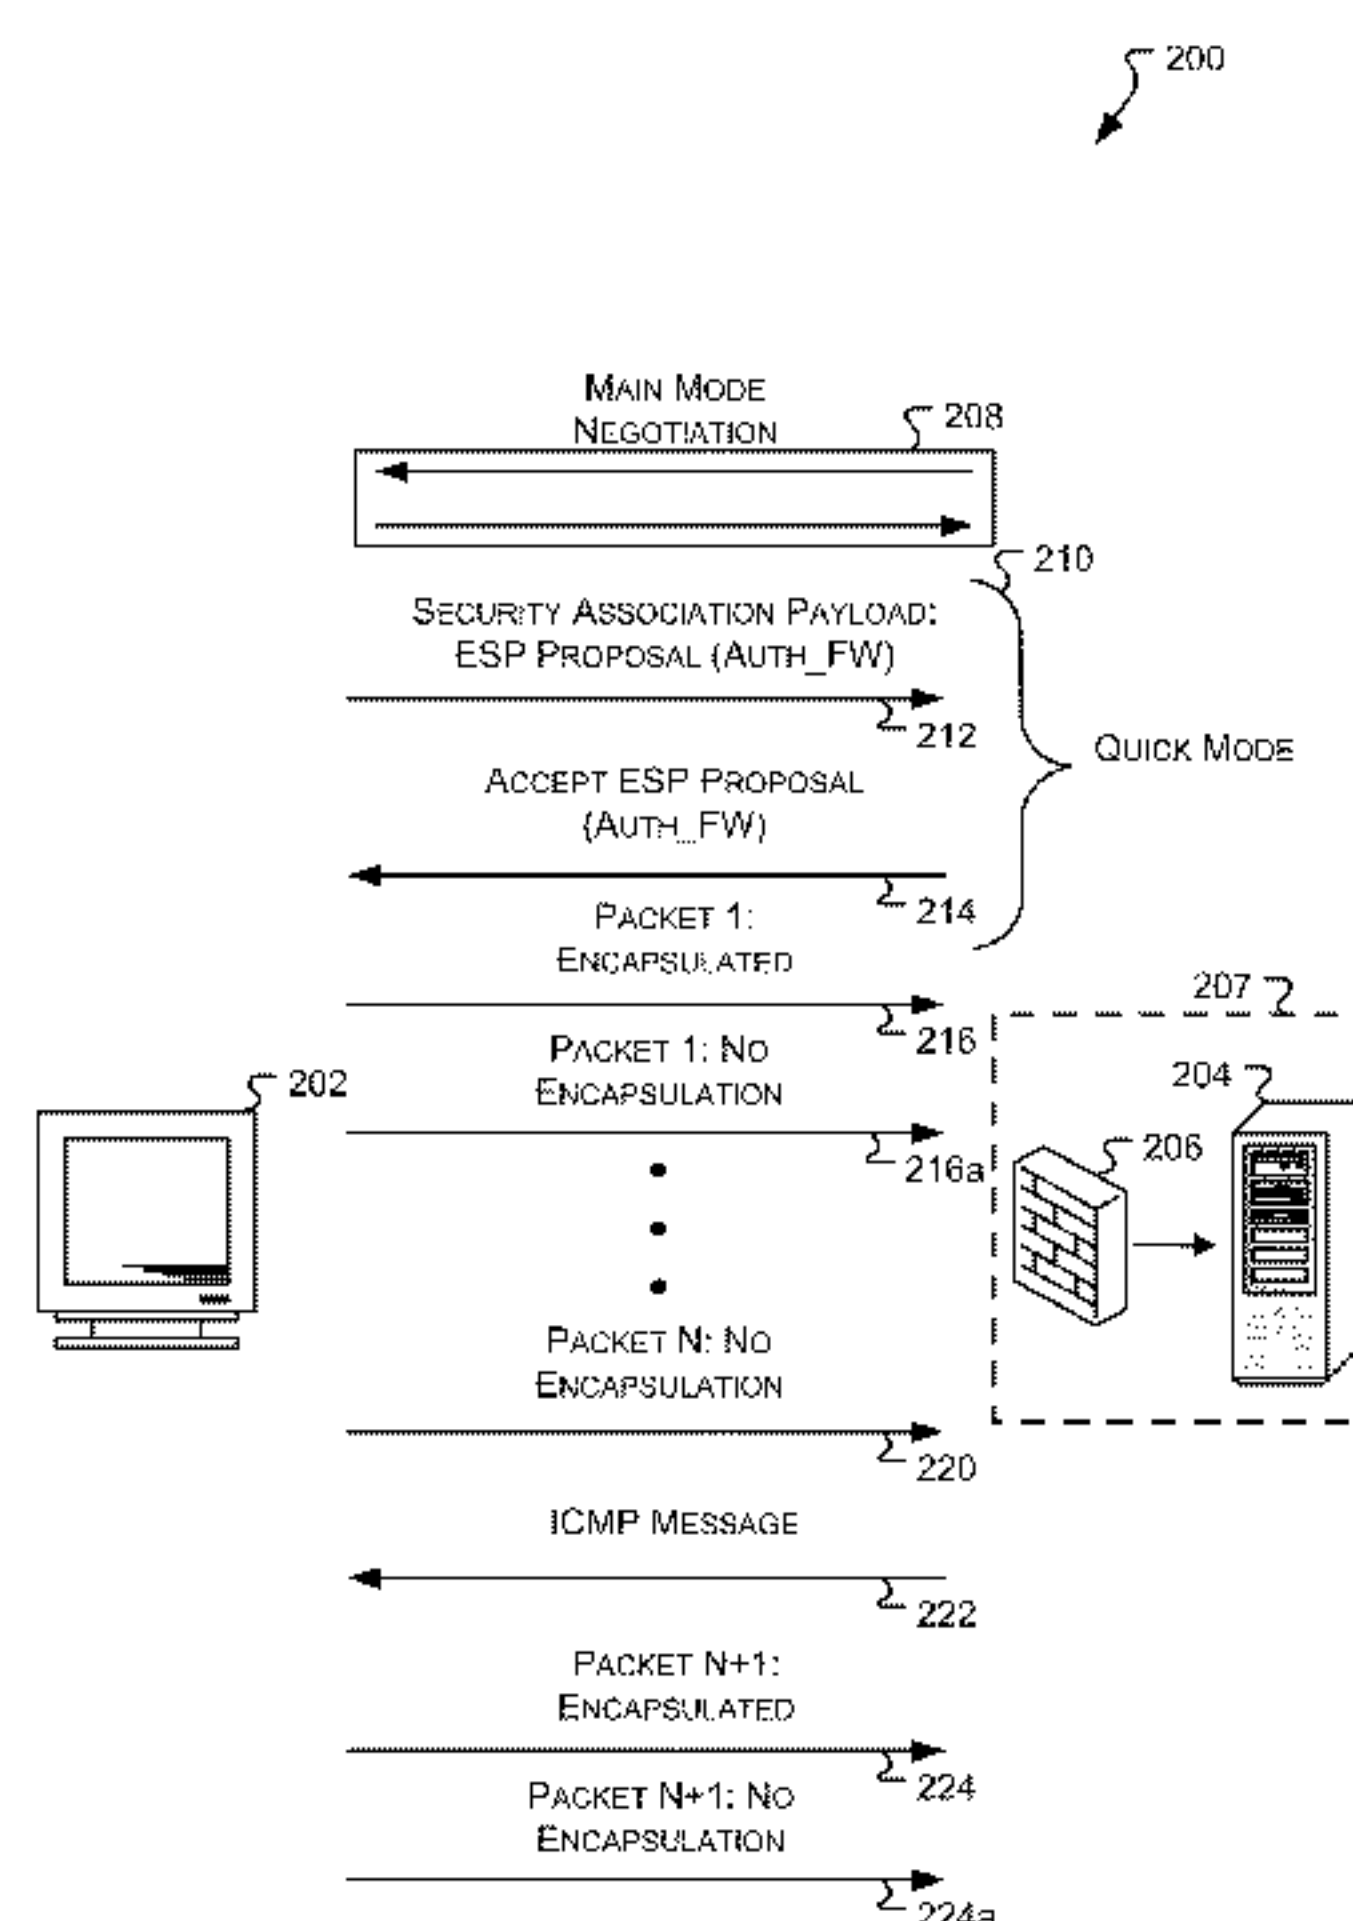 200
MAIN MODE
NEGOTIATION
208
210
SECURITY ASSOCIATION PAYLOAD:
ESP PROPOSAL (AUTH_FW)
212
QUICK MODE
ACCEPT ESP PROPOSAL
(AUTH_FW)
214
PACKET 1:
ENCAPSULATED
216
207
PACKET 1: NO
ENCAPSULATION
216a
202
204
206
PACKET N: NO
ENCAPSULATION
220
ICMP MESSAGE
222
PACKET N+1:
ENCAPSULATED
224
PACKET N+1: NO
ENCAPSULATION
224a